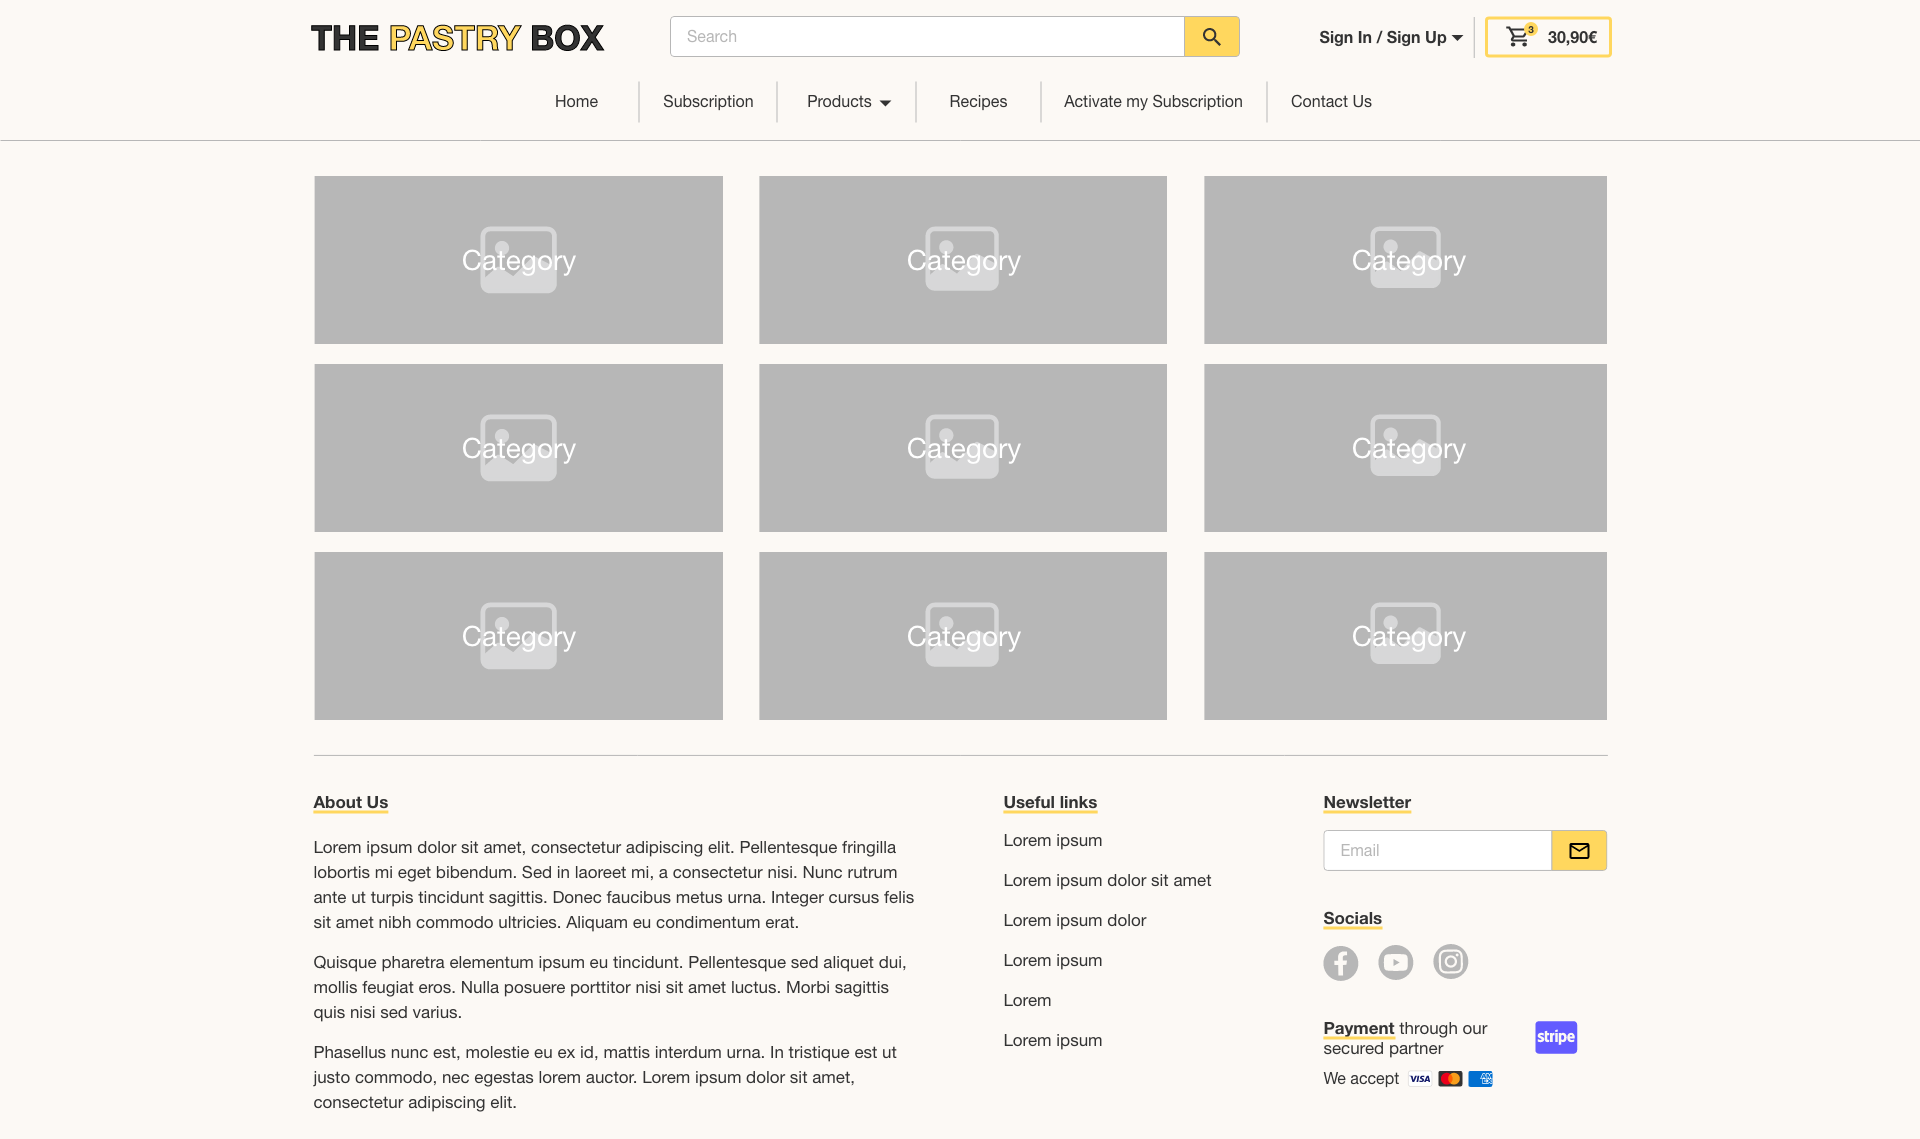 THE PASTRY BOX
Search
Sign In / Sign Up
3
30,90€
Home
Subscription
Products
Recipes
Activate my Subscription
Contact Us
Category
Category
Category
Category
Category
Category
Category
Category
Category
About Us
Lorem ipsum dolor sit amet, consectetur adipiscing elit. Pellentesque fringilla
lobortis mi eget bibendum. Sed in laoreet mi, a consectetur nisi. Nunc rutrum
ante ut turpis tincidunt sagittis. Donec faucibus metus urna. Integer cursus felis
sit amet nibh commodo ultricies. Aliquam eu condimentum erat.
Quisque pharetra elementum ipsum eu tincidunt. Pellentesque sed aliquet dui,
mollis feugiat eros. Nulla posuere porttitor nisi sit amet luctus. Morbi sagittis
quis nisi sed varius.
Phasellus nunc est, molestie eu ex id, mattis interdum urna. In tristique est ut
justo commodo, nec egestas lorem auctor. Lorem ipsum dolor sit amet,
consectetur adipiscing elit.
Useful links
Lorem ipsum
Lorem ipsum dolor sit amet
Lorem ipsum dolor
Lorem ipsum
Lorem
Lorem ipsum
Newsletter
Email
Socials
Payment through our
secured partner
stripe
We accept
VISA
AMEX